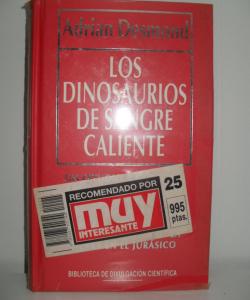 Adrian Desmond
LOS
DINOSAURIOS
DE SANGRE
CALIENTE
RECOMENDADO POR
muy
INTERESANTE
25
995
ptas.
EN EL JURÁSICO
BIBLIOTECA DE DIVULGACIÓN CIENTÍFICA